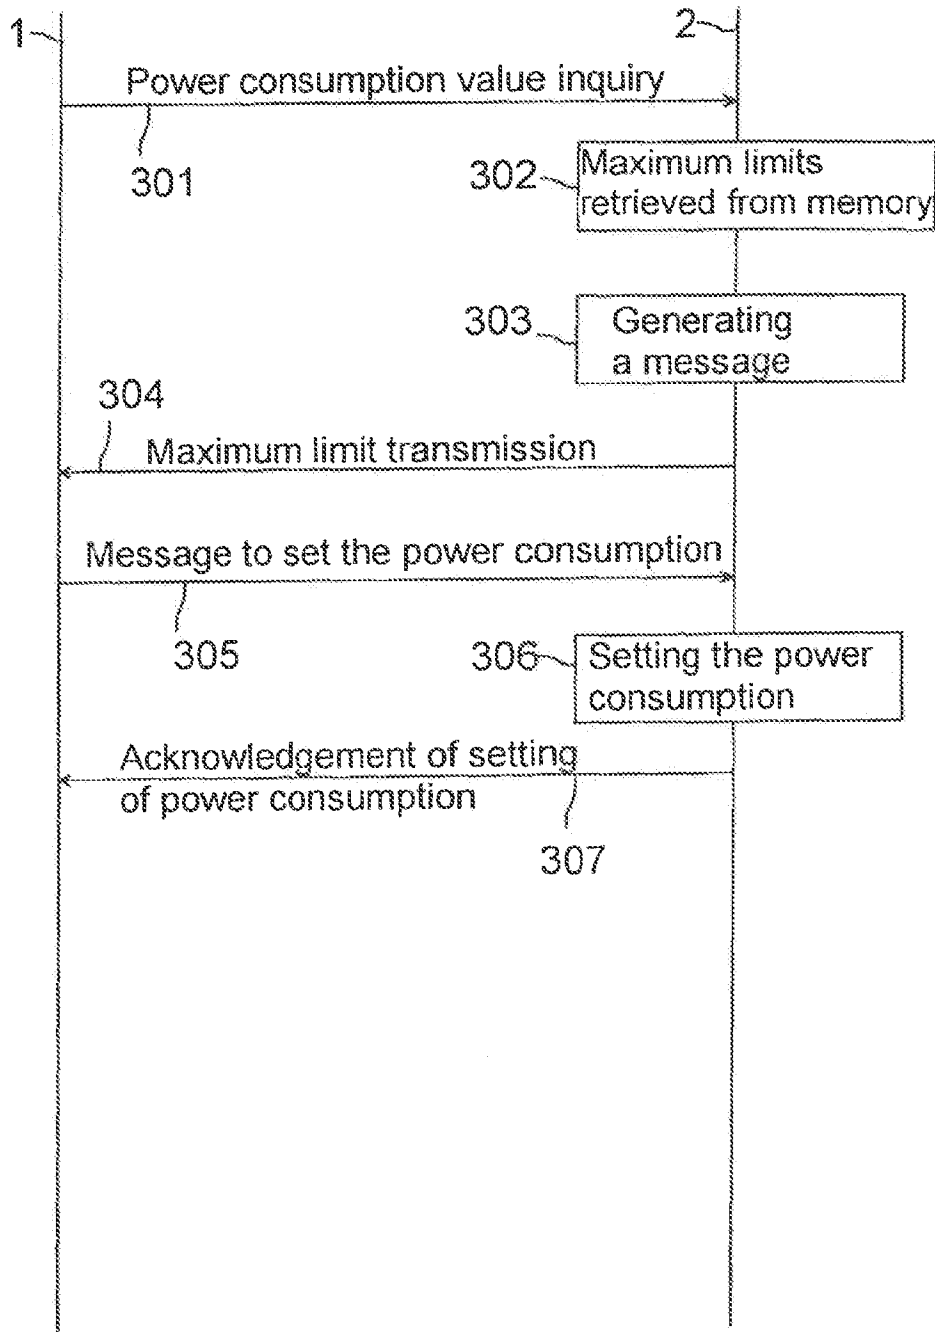 1
2
Power consumption value inquiry
301
302
Maximum limits
retrieved from memory
303
Generating
a message
304
Maximum limit transmission
Message to set the power consumption
305
306
Setting the power
consumption
Acknowledgement of setting
of power consumption
307